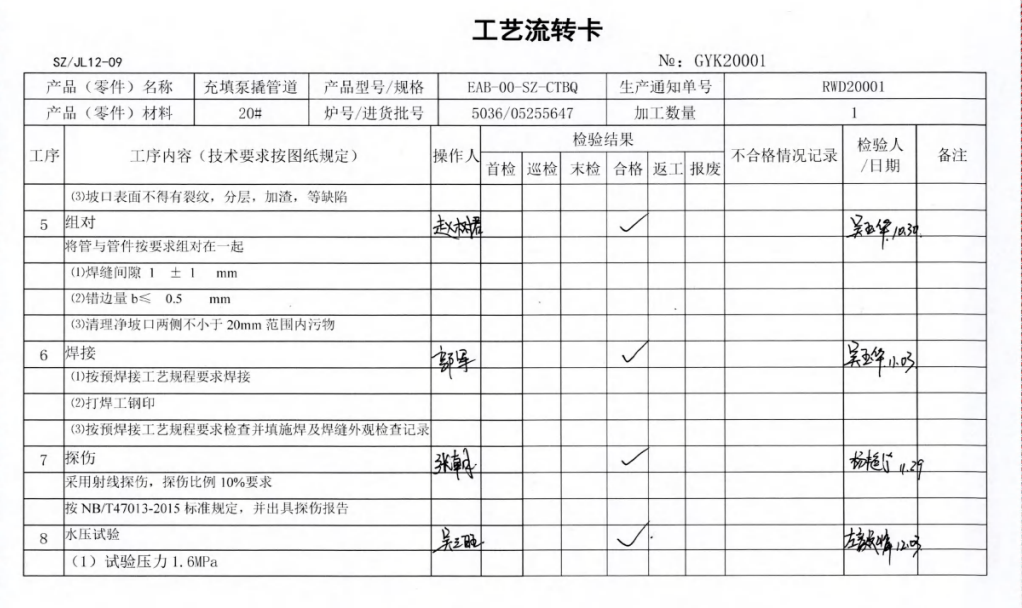 工艺流转卡
SZ/JL12-09 №：GYK20001
产品（零件）名称 充填泵撬管道 产品型号/规格 EAB-00-SZ-CTBQ 生产通知单号 RWD20001
产品（零件）材料 20# 炉号/进货批号 5036/05255647 加工数量 1
工序 工序内容（技术要求按图纸规定） 操作人 检验结果 不合格情况记录 检验人/日期 备注
首检 巡检 末检 合格 返工 报废
⑶坡口表面不得有裂纹，分层，加渣，等缺陷
5 组对 ✓ 10.30
将管与管件按要求组对在一起
⑴焊缝间隙 1 ±1 mm
⑵错边量 b≤ 0.5 mm
⑶清理净坡口两侧不小于 20mm 范围内污物
6 焊接 ✓ 11.03
⑴按预焊接工艺规程要求焊接
⑵打焊工钢印
⑶按预焊接工艺规程要求检查并填施焊及焊缝外观检查记录
7 探伤 ✓ 11.29
采用射线探伤，探伤比例 10%要求
按 NB/T47013-2015 标准规定，并出具探伤报告
8 水压试验 ✓ 12.03
（1）试验压力 1.6MPa